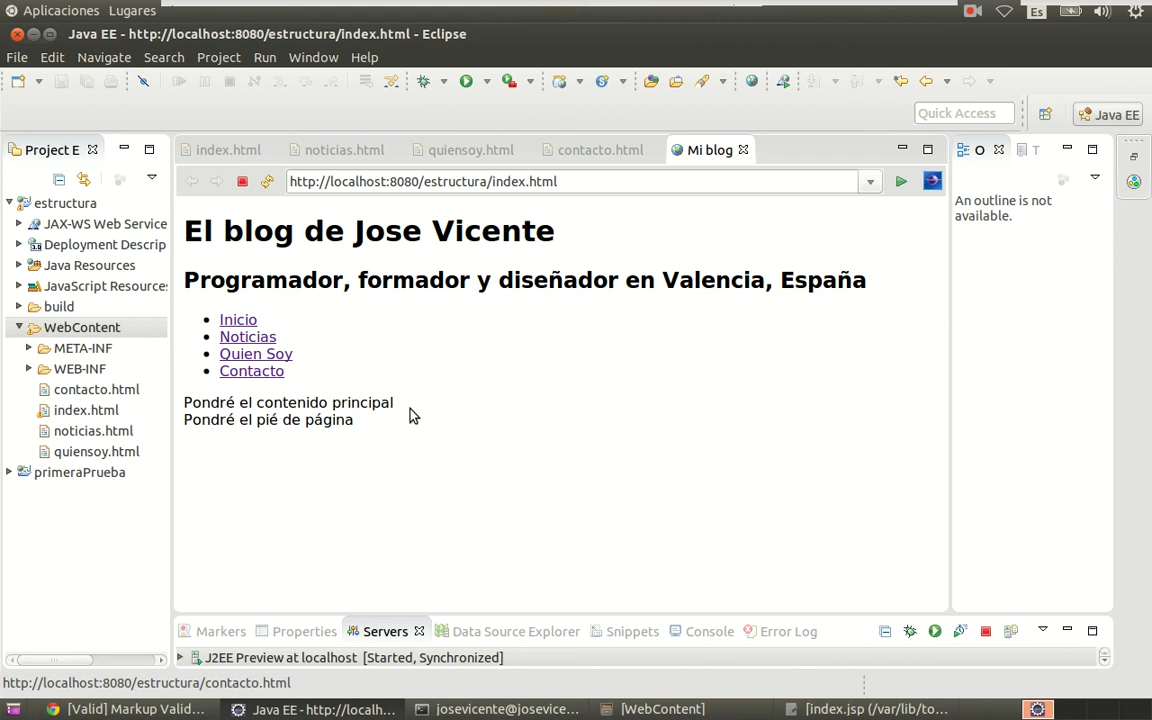 Aplicaciones Lugares
Es
Java EE - http://localhost:8080/estructura/index.html - Eclipse
File Edit Navigate Search Project Run Window Help
Quick Access
Java EE
Project E
index.html noticias.html quiensoy.html contacto.html Mi blog
O T
http://localhost:8080/estructura/index.html
An outline is not
available.
estructura
JAX-WS Web Service
Deployment Descrip
Java Resources
JavaScript Resources
build
WebContent
META-INF
WEB-INF
contacto.html
index.html
noticias.html
quiensoy.html
primeraPrueba
El blog de Jose Vicente
Programador, formador y diseñador en Valencia, España
Inicio
Noticias
Quien Soy
Contacto
Pondré el contenido principal
Pondré el pié de página
Markers Properties Servers Data Source Explorer Snippets Console Error Log
J2EE Preview at localhost [Started, Synchronized]
http://localhost:8080/estructura/contacto.html
[Valid] Markup Valid... Java EE - http://localh... josevicente@josevice... [WebContent] [index.jsp (/var/lib/to...